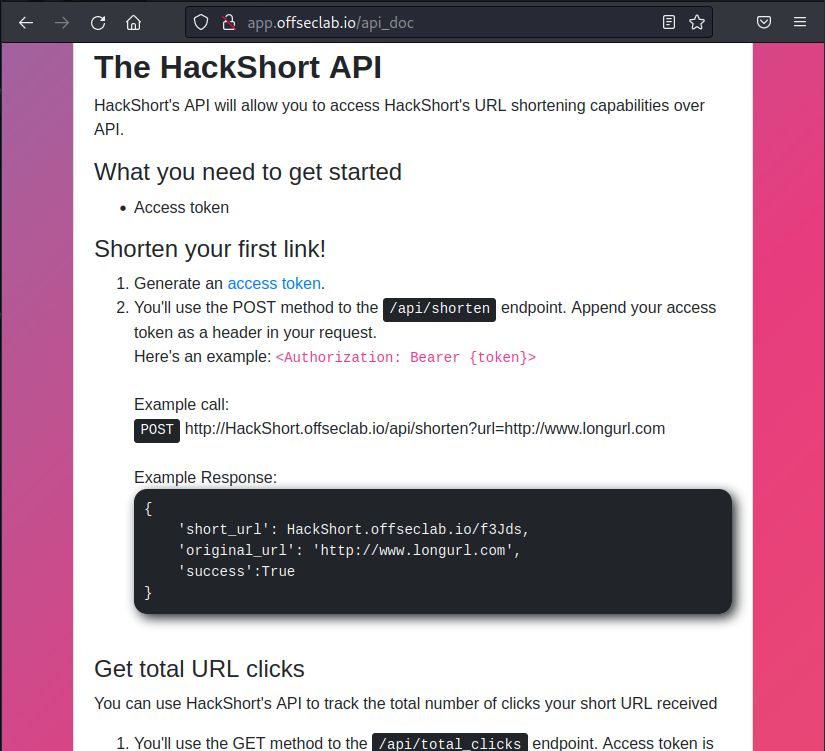 app.offseclab.io/api_doc
The HackShort API
HackShort's API will allow you to access HackShort's URL shortening capabilities over
API.
What you need to get started
• Access token
Shorten your first link!
1. Generate an access token.
2. You'll use the POST method to the /api/shorten endpoint. Append your access
token as a header in your request.
Here's an example: <Authorization: Bearer {token}>
Example call:
POST http://HackShort.offseclab.io/api/shorten?url=http://www.longurl.com
Example Response:
{
    'short_url': HackShort.offseclab.io/f3Jds,
    'original_url': 'http://www.longurl.com',
    'success':True
}
Get total URL clicks
You can use HackShort's API to track the total number of clicks your short URL received
1. You'll use the GET method to the /api/total_clicks endpoint. Access token is